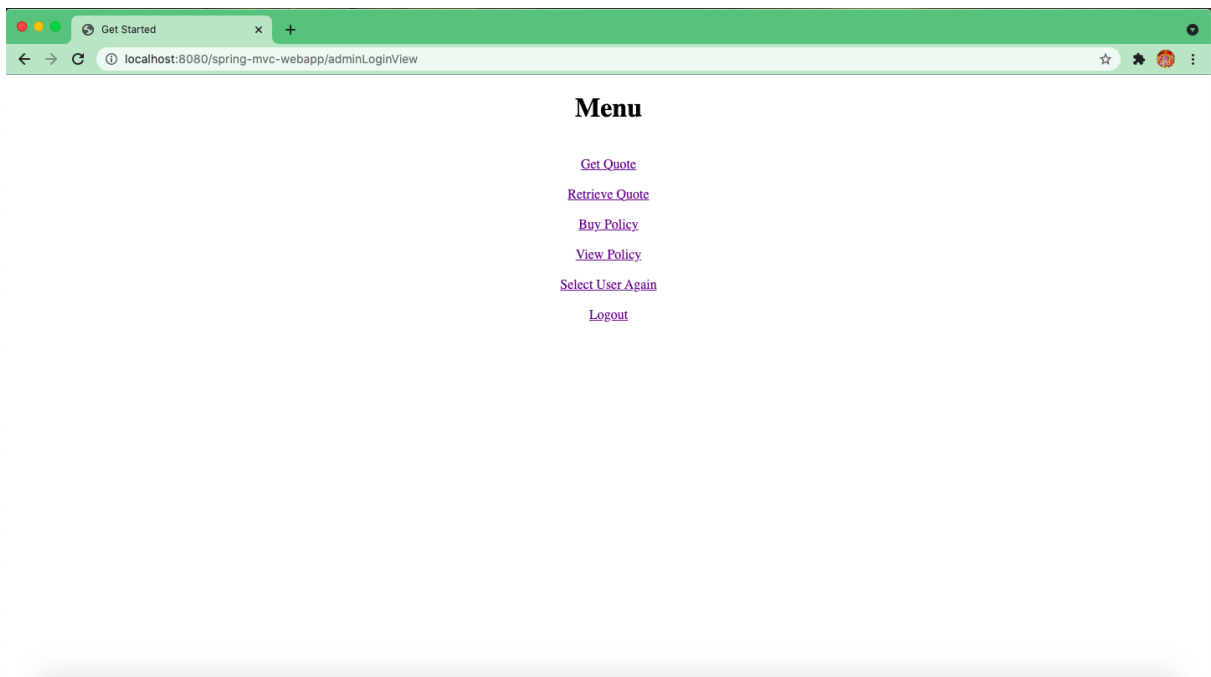 Get Started
localhost:8080/spring-mvc-webapp/adminLoginView
Menu
Get Quote
Retrieve Quote
Buy Policy
View Policy
Select User Again
Logout